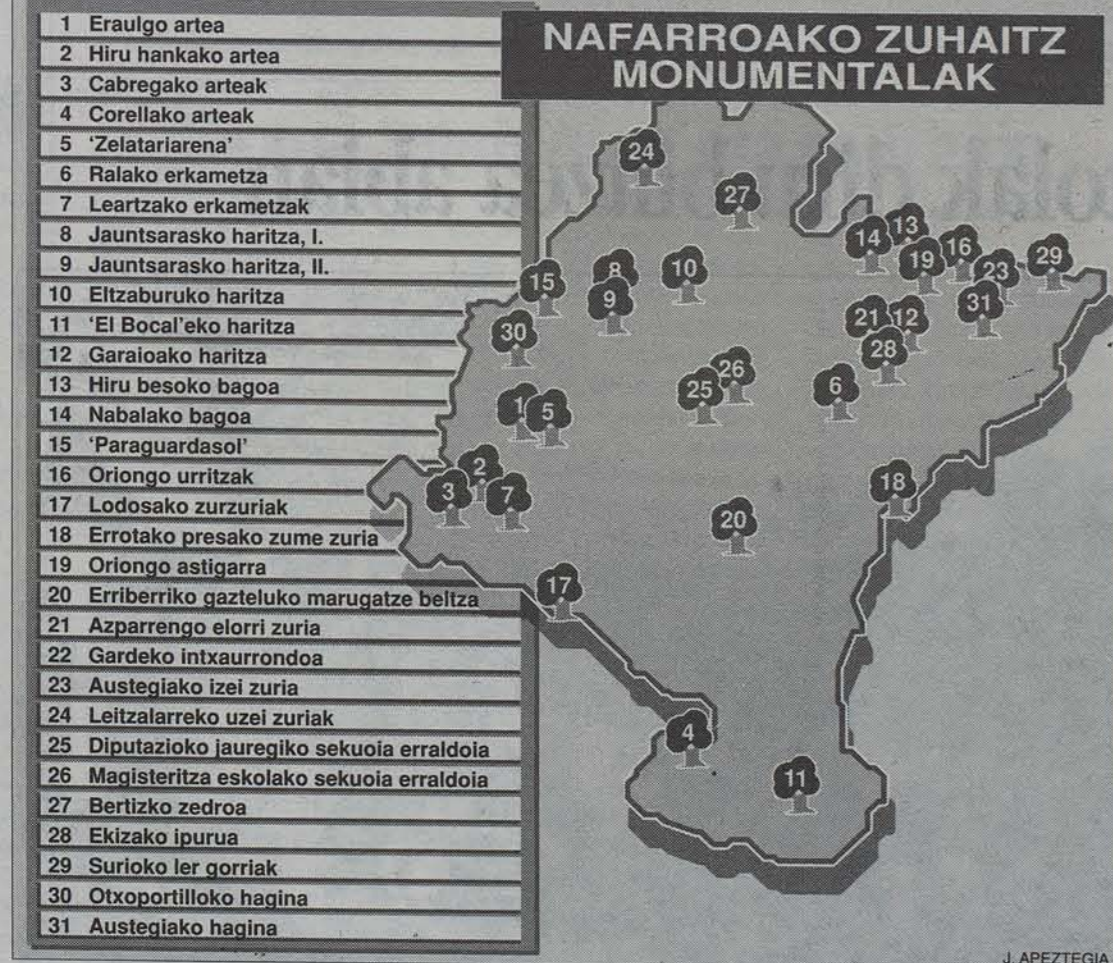 NAFARROAKO ZUHAITZ
MONUMENTALAK
1 Eraulgo artea
2 Hiru hankako artea
3 Cabregako arteak
4 Corellako arteak
5 ‘Zelatariarena’
6 Ralako erkametza
7 Leartzako erkametzak
8 Jauntsarasko haritza, I.
9 Jauntsarasko haritza, II.
10 Eltzaburuko haritza
11 ‘El Bocal’eko haritza
12 Garaioako haritza
13 Hiru besoko bagoa
14 Nabalako bagoa
15 ‘Paraguardasol’
16 Oriongo urritzak
17 Lodosako zurzuriak
18 Errotako presako zume zuria
19 Oriongo astigarra
20 Erriberriko gazteluko marugatze beltza
21 Azparrengo elorri zuria
22 Gardeko intxaurrondoa
23 Austegiako izei zuria
24 Leitzalarreko uzei zuriak
25 Diputazioko jauregiko sekuoia erraldoia
26 Magisteritza eskolako sekuoia erraldoia
27 Bertizko zedroa
28 Ekizako ipurua
29 Surioko ler gorriak
30 Otxoportilloko hagina
31 Austegiako hagina
24
27
13
14
16
19
29
23
8
10
15
9
31
21
12
30
28
26
25
6
1
5
2
3
7
18
20
17
4
11
J. APEZTEGIA